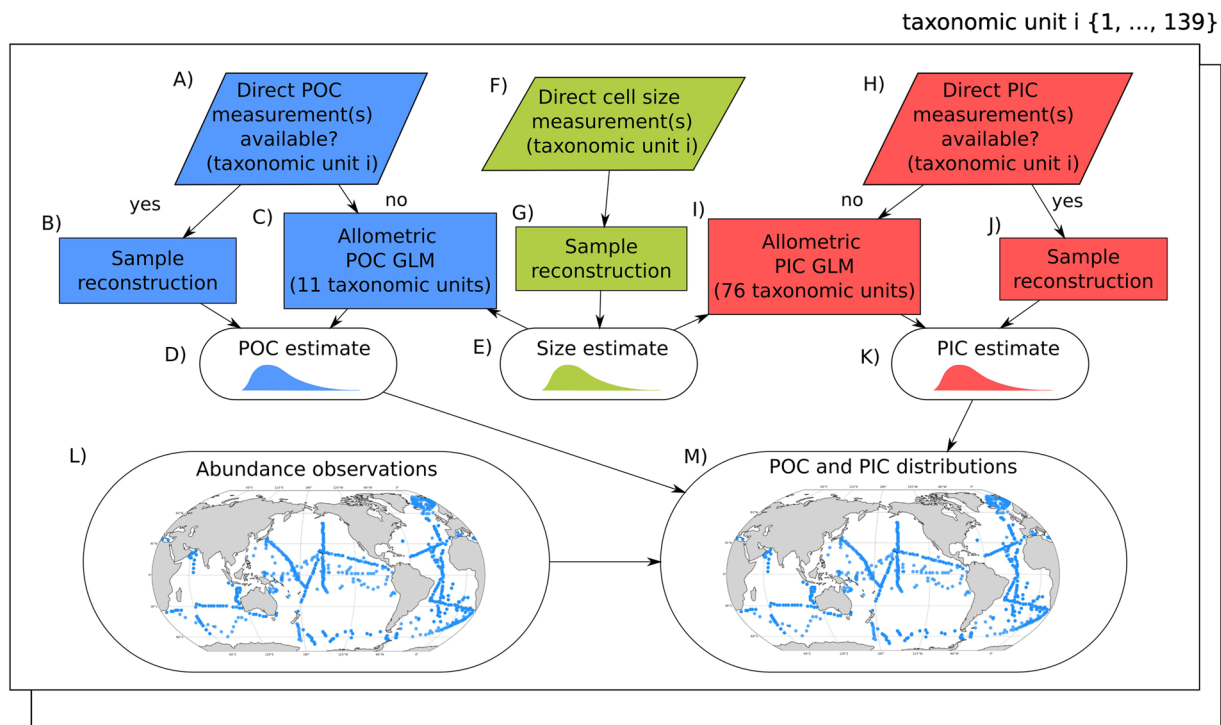 taxonomic unit i {1, ..., 139}
A)
Direct POC
measurement(s)
available?
(taxonomic unit i)
F)
Direct cell size
measurement(s)
(taxonomic unit i)
H)
Direct PIC
measurement(s)
available?
(taxonomic unit i)
yes
no
no
yes
B)
Sample
reconstruction
C)
Allometric
POC GLM
(11 taxonomic units)
G)
Sample
reconstruction
I)
Allometric
PIC GLM
(76 taxonomic units)
J)
Sample
reconstruction
D)
POC estimate
E)
Size estimate
K)
PIC estimate
L)
Abundance observations
M)
POC and PIC distributions